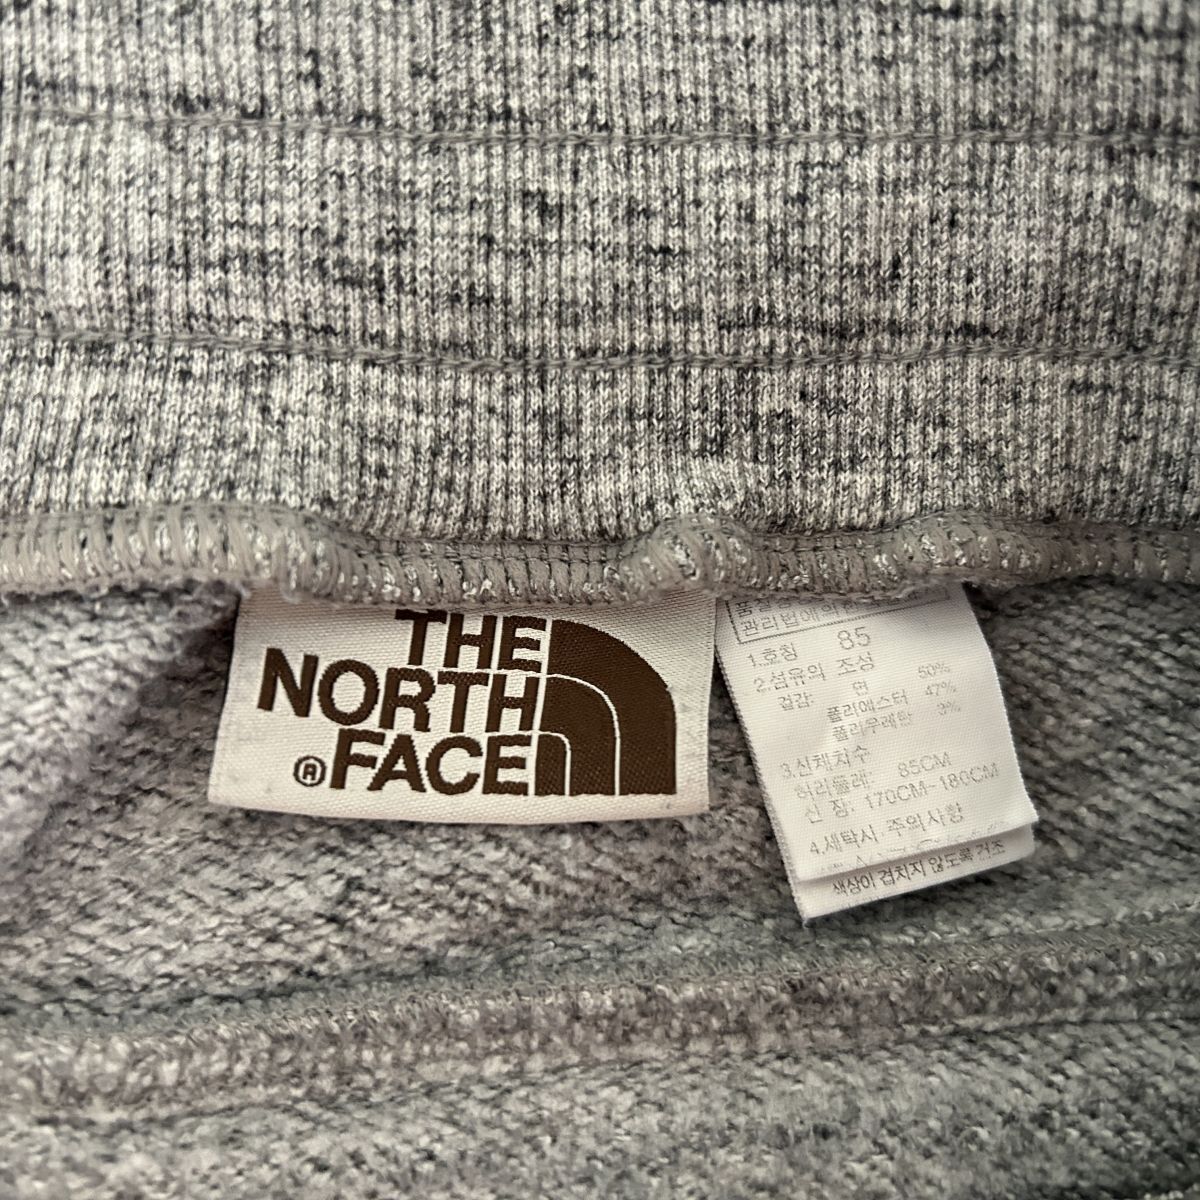 THE
NORTH
® FACE
관리법에의한
1.호칭 85
2.섬유의 조성
겉감: 면 50%
폴리에스터 47%
폴리우레탄 3%
3.신체치수
허리둘레: 85CM
신 장: 170CM~180CM
4.세탁시 주의사항
색상이 겹치지 않도록 건조